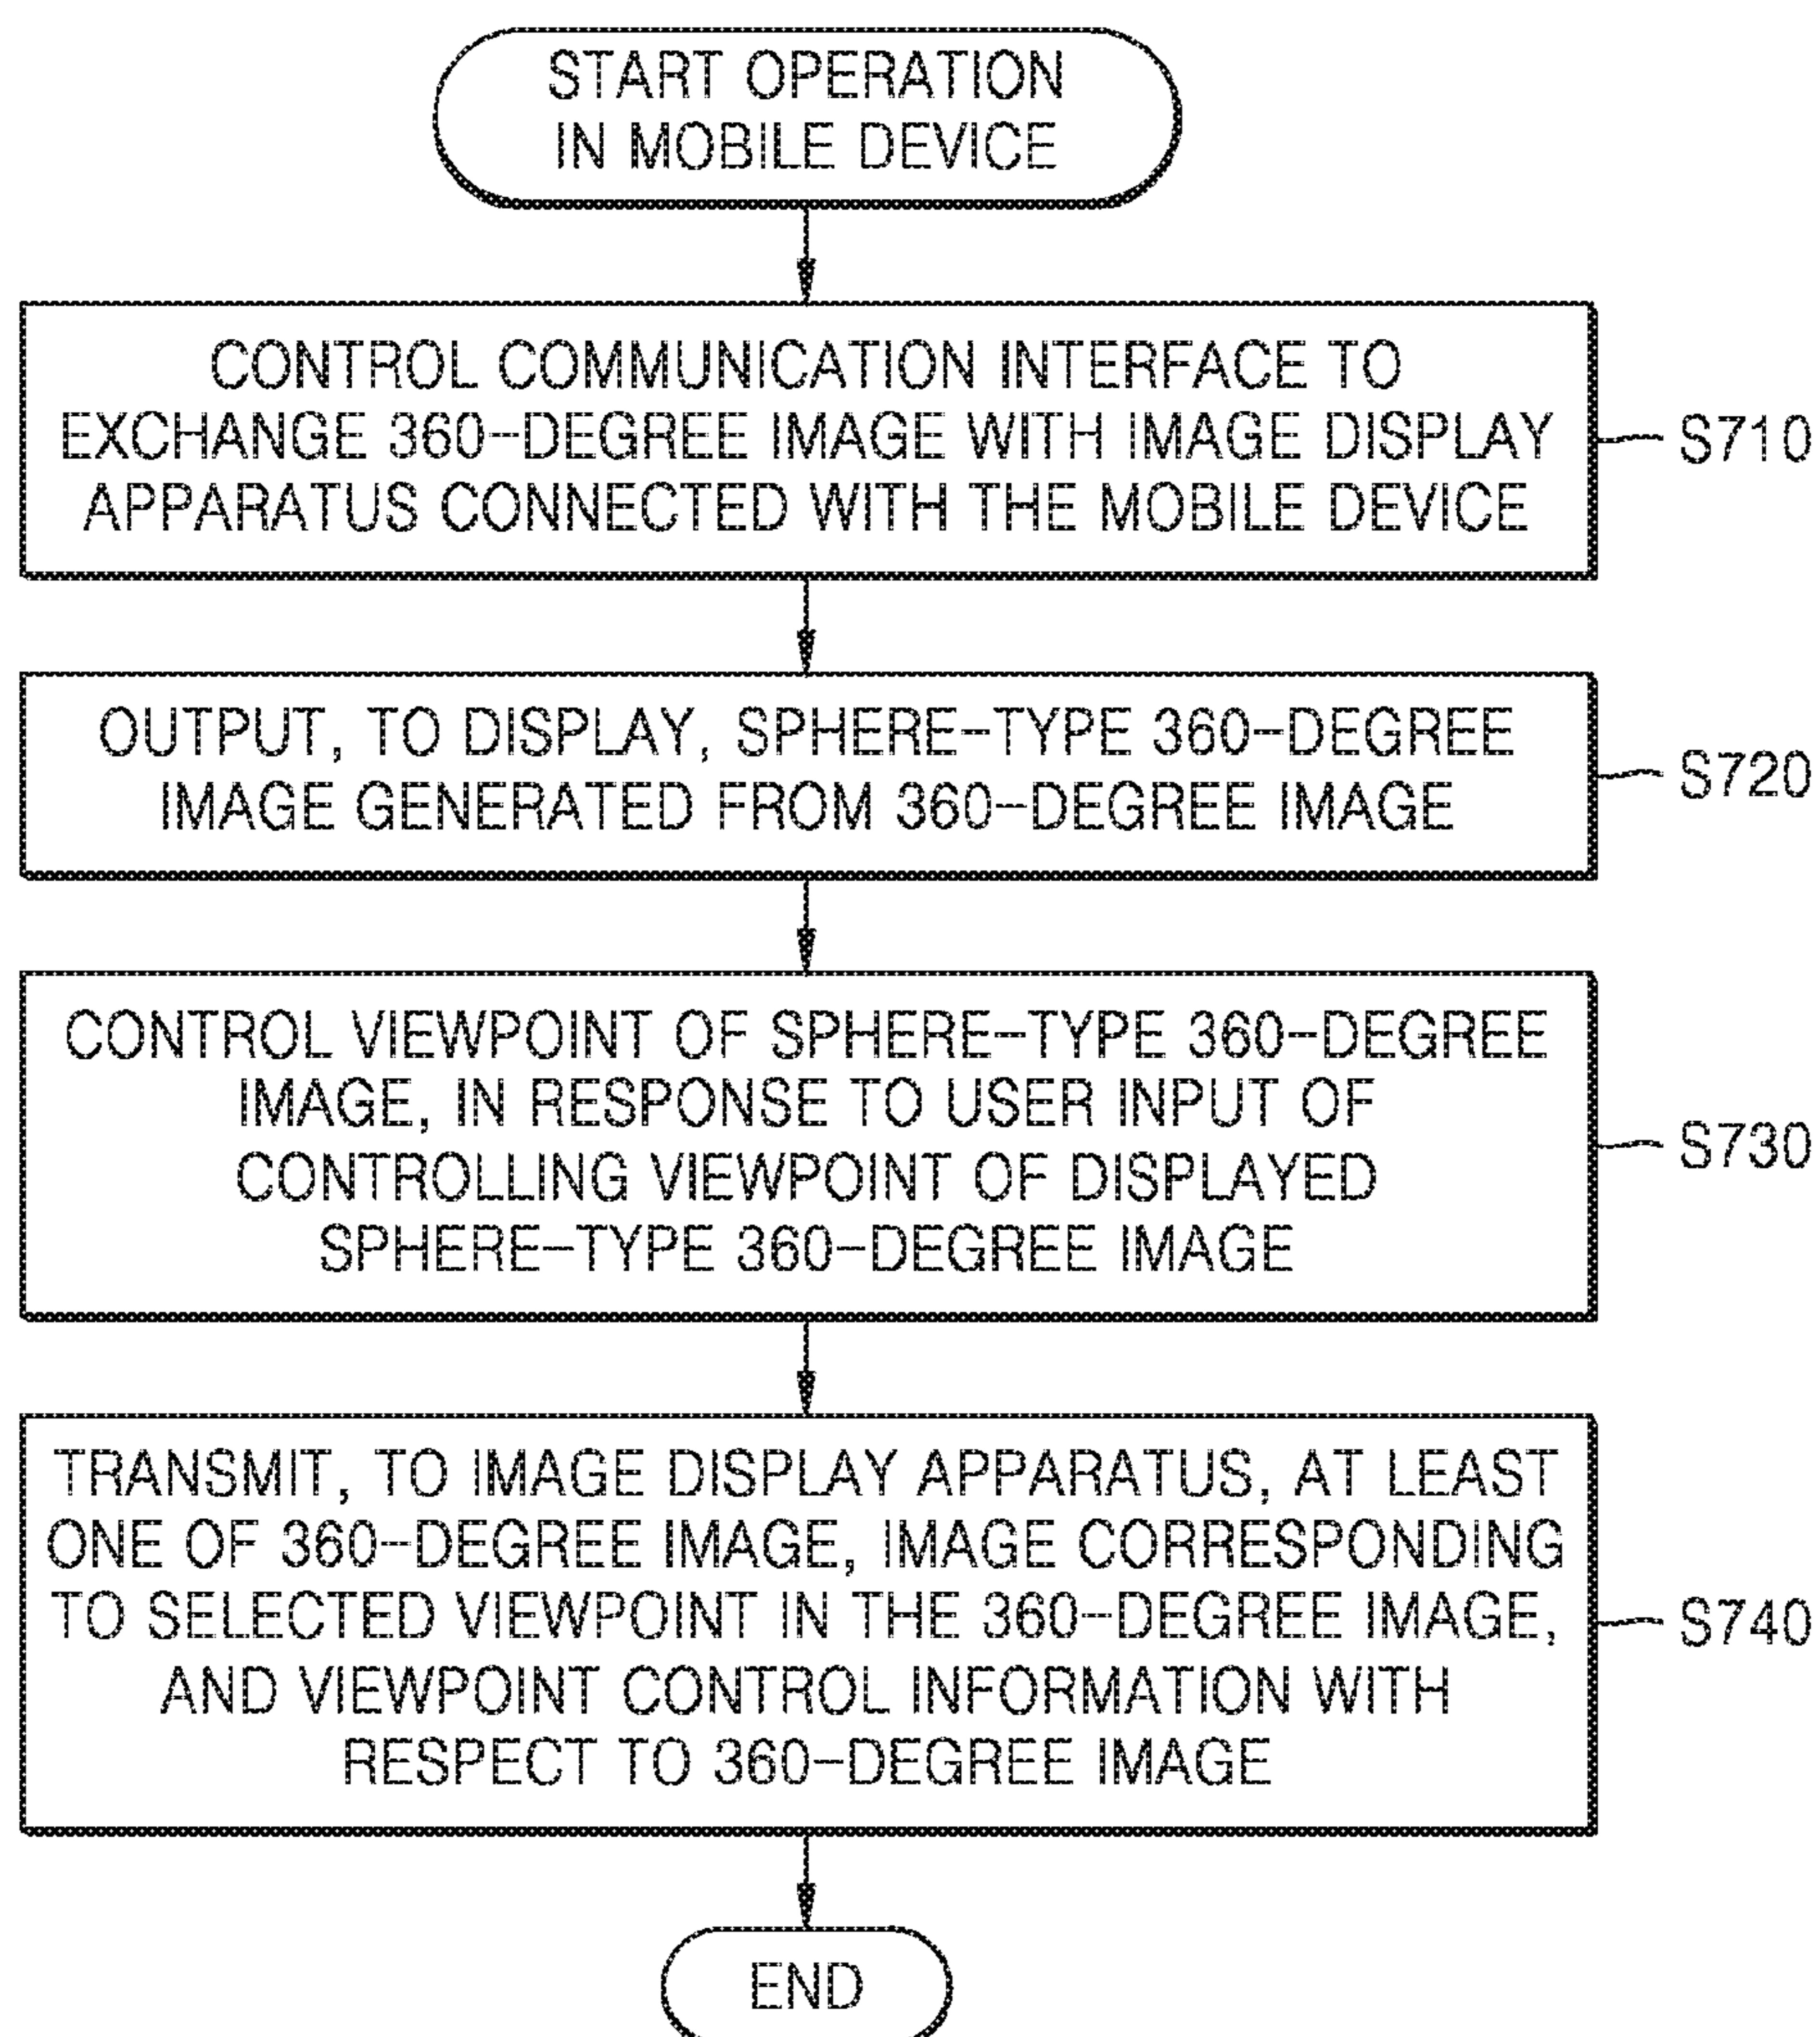 START OPERATION
IN MOBILE DEVICE
CONTROL COMMUNICATION INTERFACE TO
EXCHANGE 360-DEGREE IMAGE WITH IMAGE DISPLAY
APPARATUS CONNECTED WITH THE MOBILE DEVICE
S710
OUTPUT, TO DISPLAY, SPHERE-TYPE 360-DEGREE
IMAGE GENERATED FROM 360-DEGREE IMAGE
S720
CONTROL VIEWPOINT OF SPHERE-TYPE 360-DEGREE
IMAGE, IN RESPONSE TO USER INPUT OF
CONTROLLING VIEWPOINT OF DISPLAYED
SPHERE-TYPE 360-DEGREE IMAGE
S730
TRANSMIT, TO IMAGE DISPLAY APPARATUS, AT LEAST
ONE OF 360-DEGREE IMAGE, IMAGE CORRESPONDING
TO SELECTED VIEWPOINT IN THE 360-DEGREE IMAGE,
AND VIEWPOINT CONTROL INFORMATION WITH
RESPECT TO 360-DEGREE IMAGE
S740
END